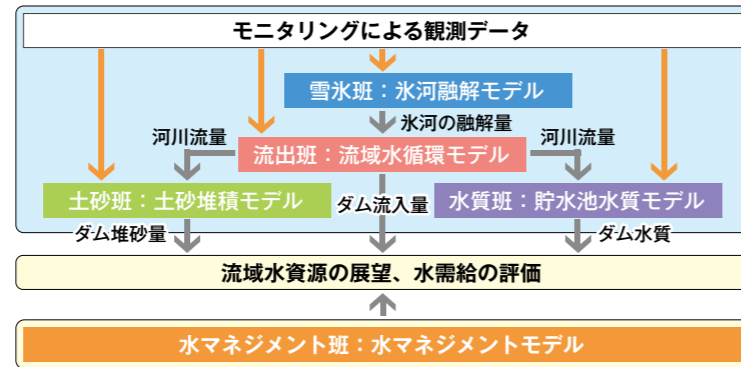 モニタリングによる観測データ
雪氷班：氷河融解モデル
氷河の融解量
河川流量
河川流量
流出班：流域水循環モデル
土砂班：土砂堆積モデル
ダム流入量
水質班：貯水池水質モデル
ダム堆砂量
ダム水質
流域水資源の展望、水需給の評価
水マネジメント班：水マネジメントモデル